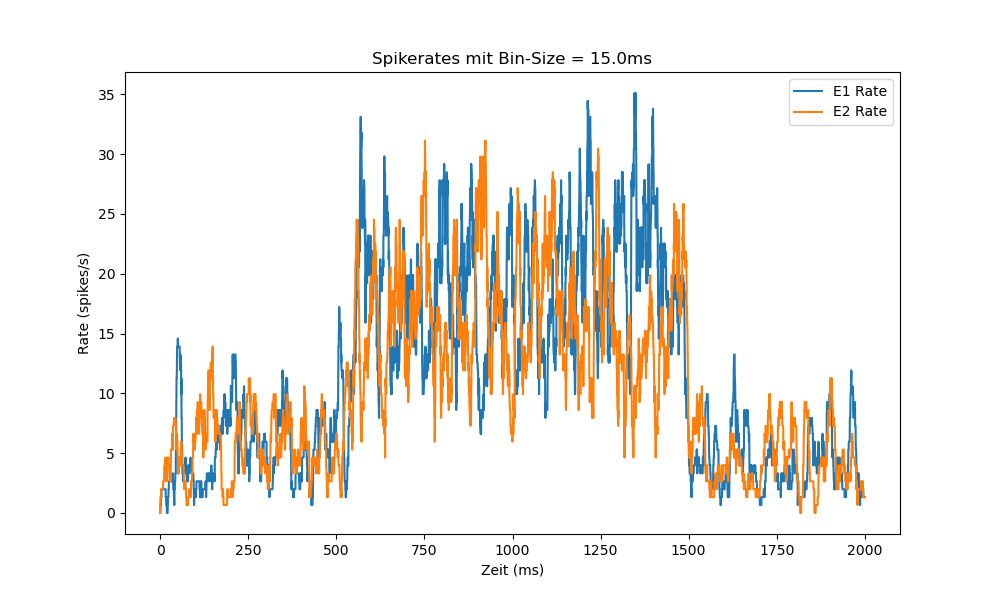 Spikerates mit Bin-Size = 15.0ms
E1 Rate
E2 Rate
Rate (spikes/s)
35
30
25
20
15
10
5
0
0 250 500 750 1000 1250 1500 1750 2000
Zeit (ms)